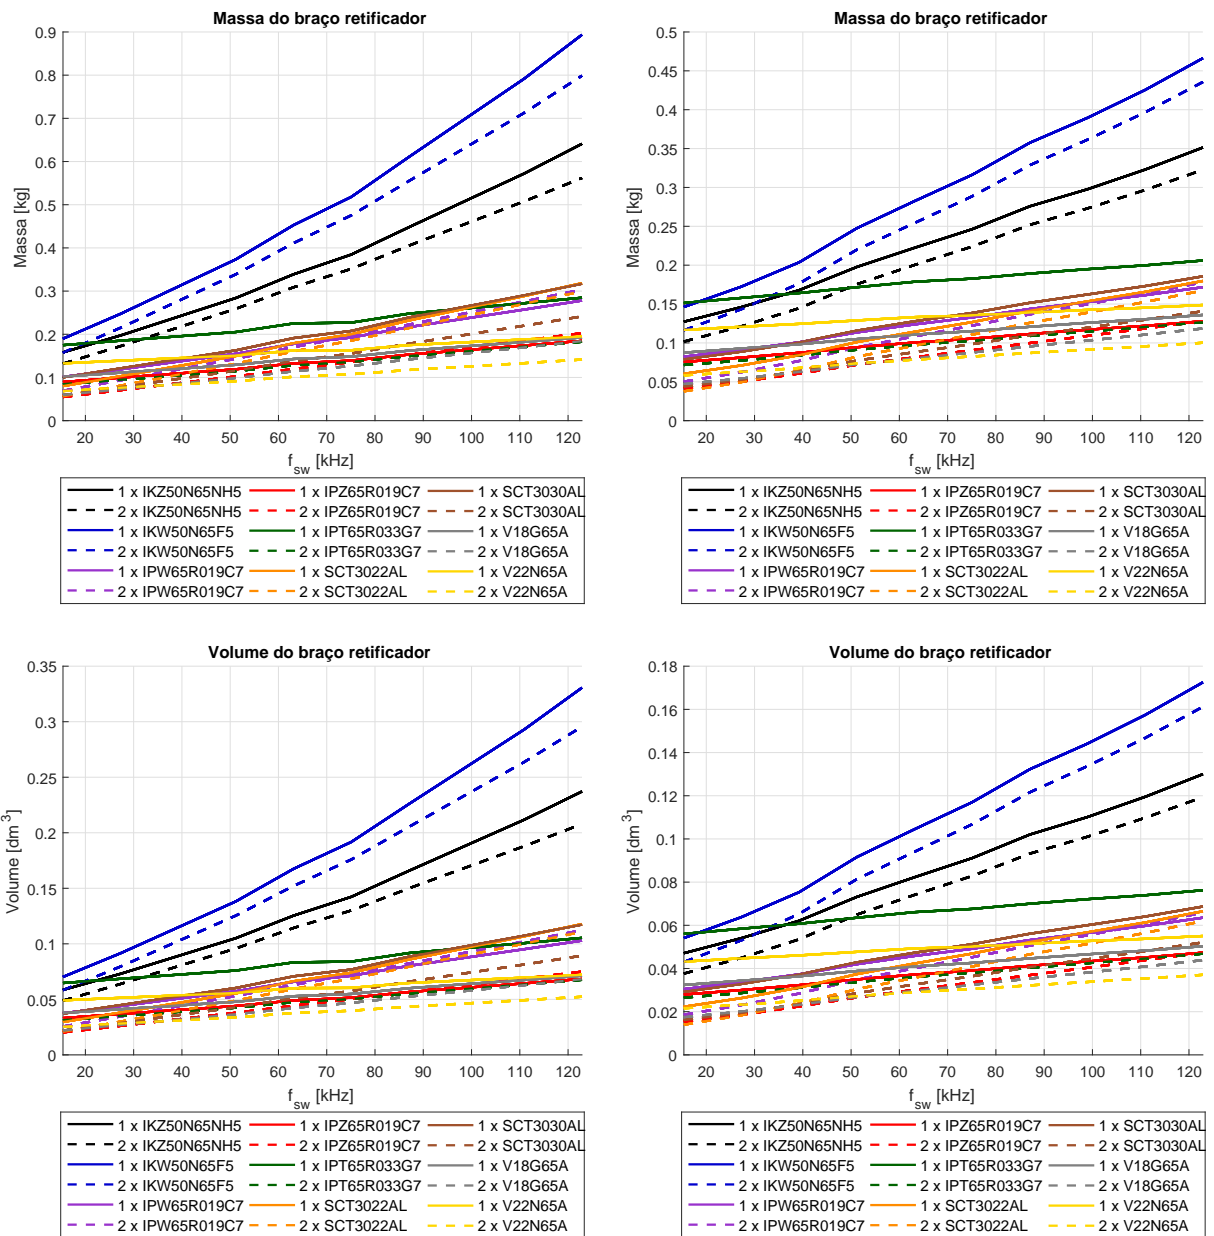 Massa do braço retificador
0.9
0.8
0.7
0.6
0.5
0.4
0.3
0.2
0.1
0
Massa [kg]
20 30 40 50 60 70 80 90 100 110 120
f_sw [kHz]
1 x IKZ50N65NH5 1 x IPZ65R019C7 1 x SCT3030AL
2 x IKZ50N65NH5 2 x IPZ65R019C7 2 x SCT3030AL
1 x IKW50N65F5 1 x IPT65R033G7 1 x V18G65A
2 x IKW50N65F5 2 x IPT65R033G7 2 x V18G65A
1 x IPW65R019C7 1 x SCT3022AL 1 x V22N65A
2 x IPW65R019C7 2 x SCT3022AL 2 x V22N65A
Massa do braço retificador
0.5
0.45
0.4
0.35
0.3
0.25
0.2
0.15
0.1
0.05
0
Massa [kg]
20 30 40 50 60 70 80 90 100 110 120
f_sw [kHz]
1 x IKZ50N65NH5 1 x IPZ65R019C7 1 x SCT3030AL
2 x IKZ50N65NH5 2 x IPZ65R019C7 2 x SCT3030AL
1 x IKW50N65F5 1 x IPT65R033G7 1 x V18G65A
2 x IKW50N65F5 2 x IPT65R033G7 2 x V18G65A
1 x IPW65R019C7 1 x SCT3022AL 1 x V22N65A
2 x IPW65R019C7 2 x SCT3022AL 2 x V22N65A
Volume do braço retificador
0.35
0.3
0.25
0.2
0.15
0.1
0.05
0
Volume [dm³]
20 30 40 50 60 70 80 90 100 110 120
f_sw [kHz]
1 x IKZ50N65NH5 1 x IPZ65R019C7 1 x SCT3030AL
2 x IKZ50N65NH5 2 x IPZ65R019C7 2 x SCT3030AL
1 x IKW50N65F5 1 x IPT65R033G7 1 x V18G65A
2 x IKW50N65F5 2 x IPT65R033G7 2 x V18G65A
1 x IPW65R019C7 1 x SCT3022AL 1 x V22N65A
2 x IPW65R019C7 2 x SCT3022AL 2 x V22N65A
Volume do braço retificador
0.18
0.16
0.14
0.12
0.1
0.08
0.06
0.04
0.02
0
Volume [dm³]
20 30 40 50 60 70 80 90 100 110 120
f_sw [kHz]
1 x IKZ50N65NH5 1 x IPZ65R019C7 1 x SCT3030AL
2 x IKZ50N65NH5 2 x IPZ65R019C7 2 x SCT3030AL
1 x IKW50N65F5 1 x IPT65R033G7 1 x V18G65A
2 x IKW50N65F5 2 x IPT65R033G7 2 x V18G65A
1 x IPW65R019C7 1 x SCT3022AL 1 x V22N65A
2 x IPW65R019C7 2 x SCT3022AL 2 x V22N65A